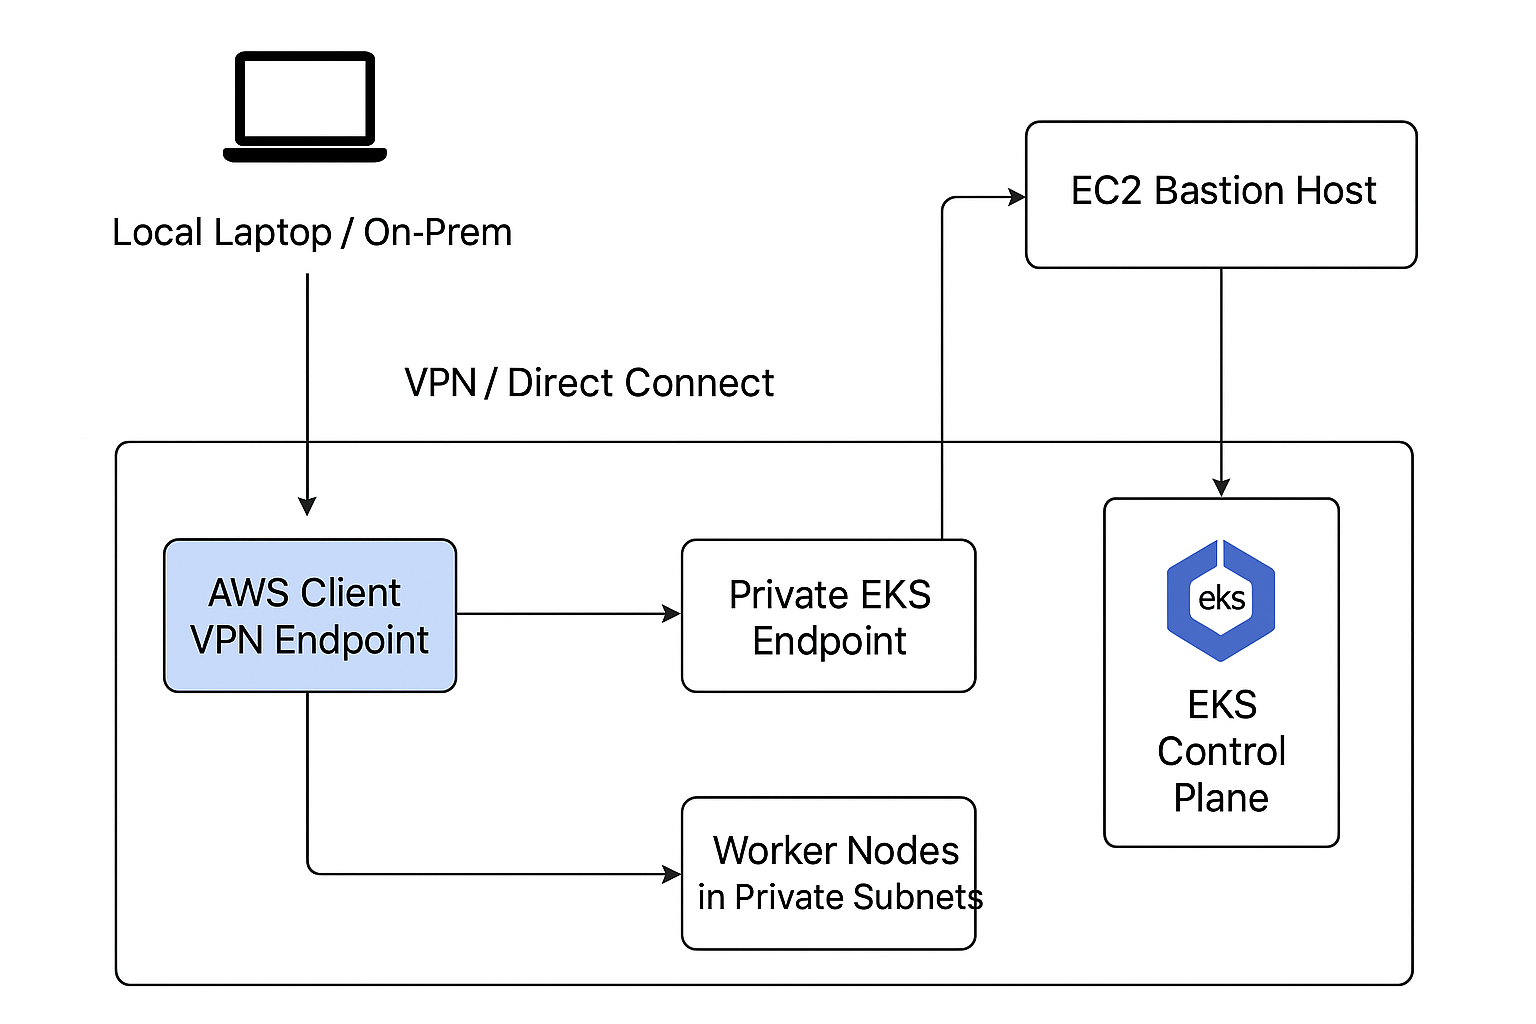 Local Laptop / On-Prem
EC2 Bastion Host
VPN / Direct Connect
AWS Client
VPN Endpoint
Private EKS
Endpoint
eks
EKS
Control
Plane
Worker Nodes
in Private Subnets